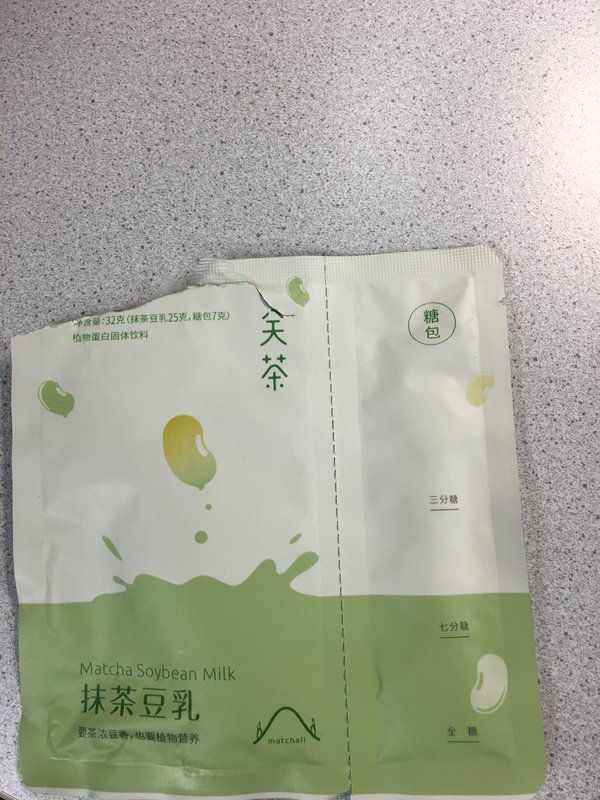 净含量:32克(抹茶豆乳25克,糖包7克)
植物蛋白固体饮料
关茶
糖包
三分糖
七分糖
全糖
Matcha Soybean Milk
抹茶豆乳
要茶浓豆香,也要植物营养
matchall